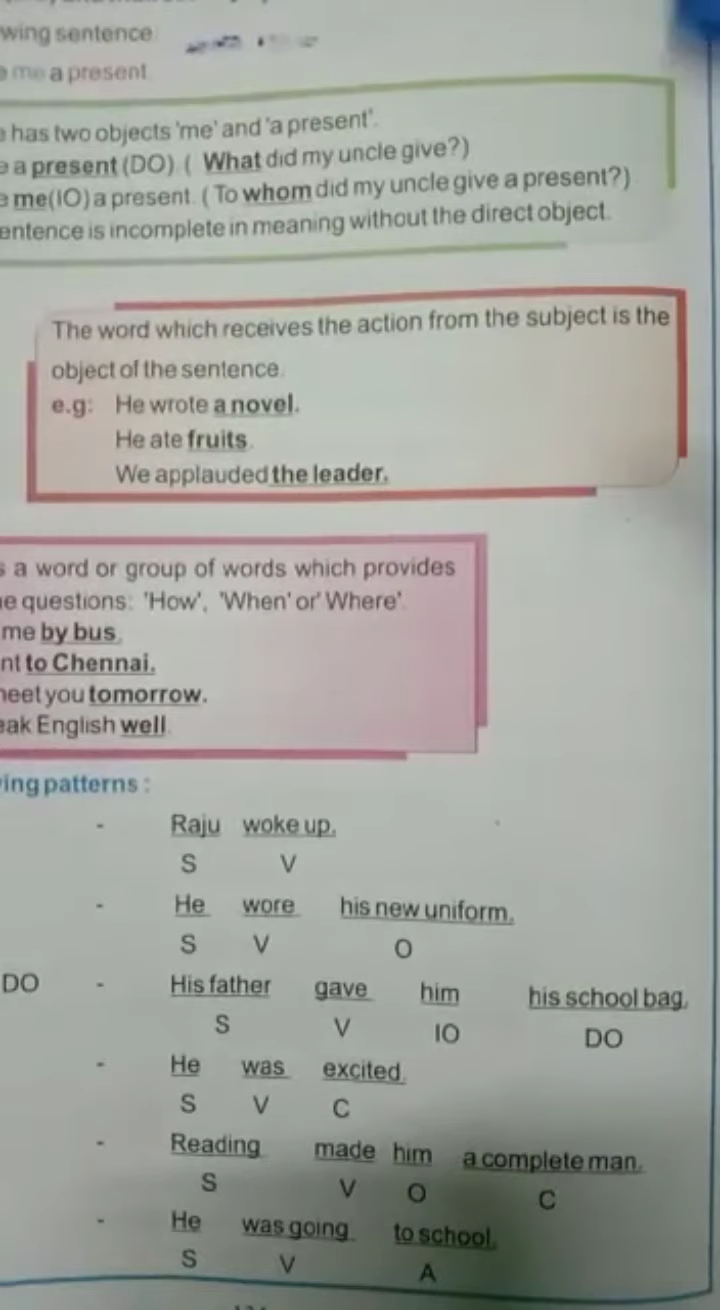 wing sentence
me a present
has two objects 'me' and 'a present'.
a present (DO) ( What did my uncle give?)
me(IO) a present. ( To whom did my uncle give a present?)
entence is incomplete in meaning without the direct object.
The word which receives the action from the subject is the
object of the sentence.
e.g: He wrote a novel.
He ate fruits.
We applauded the leader.
s a word or group of words which provides
e questions: 'How', 'When' or' Where'
me by bus.
nt to Chennai.
eet you tomorrow.
eak English well.
ing patterns :
- Raju woke up.
S V
- He wore his new uniform.
S V O
DO - His father gave him his school bag.
S V IO DO
- He was excited.
S V C
- Reading made him a complete man.
S V O C
- He was going to school.
S V A